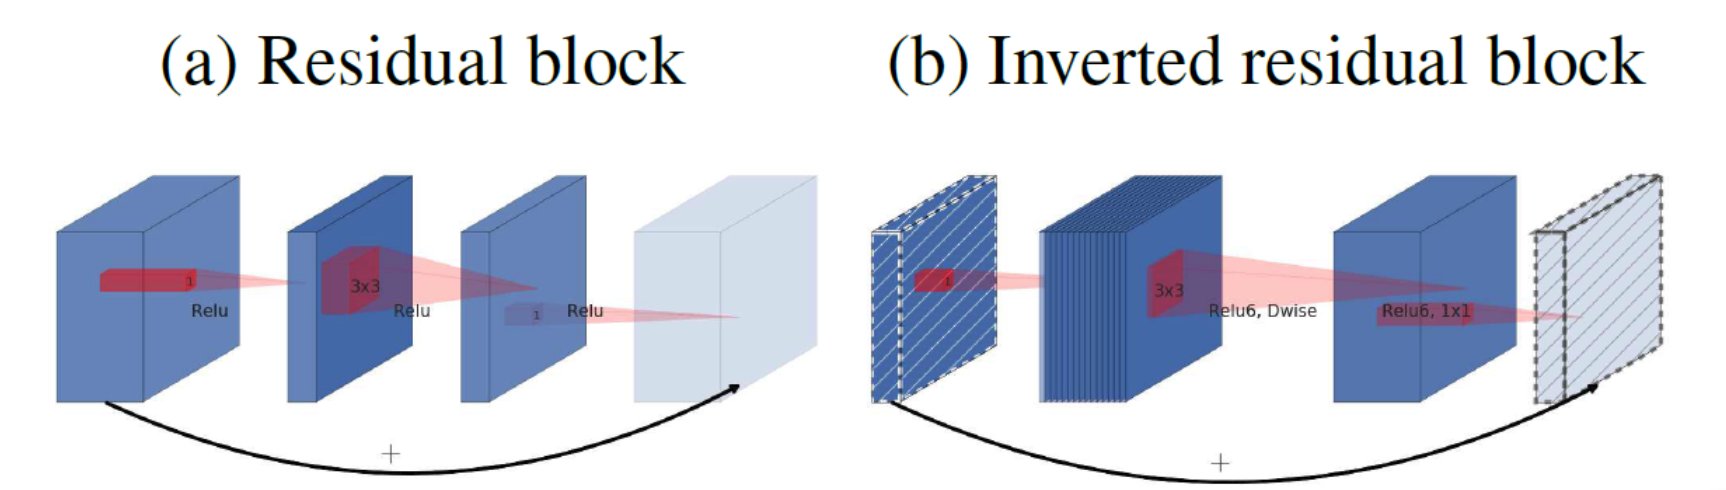 (a) Residual block
(b) Inverted residual block
1
Relu
3x3
Relu
1
Relu
+
1
3x3
Relu6, Dwise
Relu6, 1x1
+